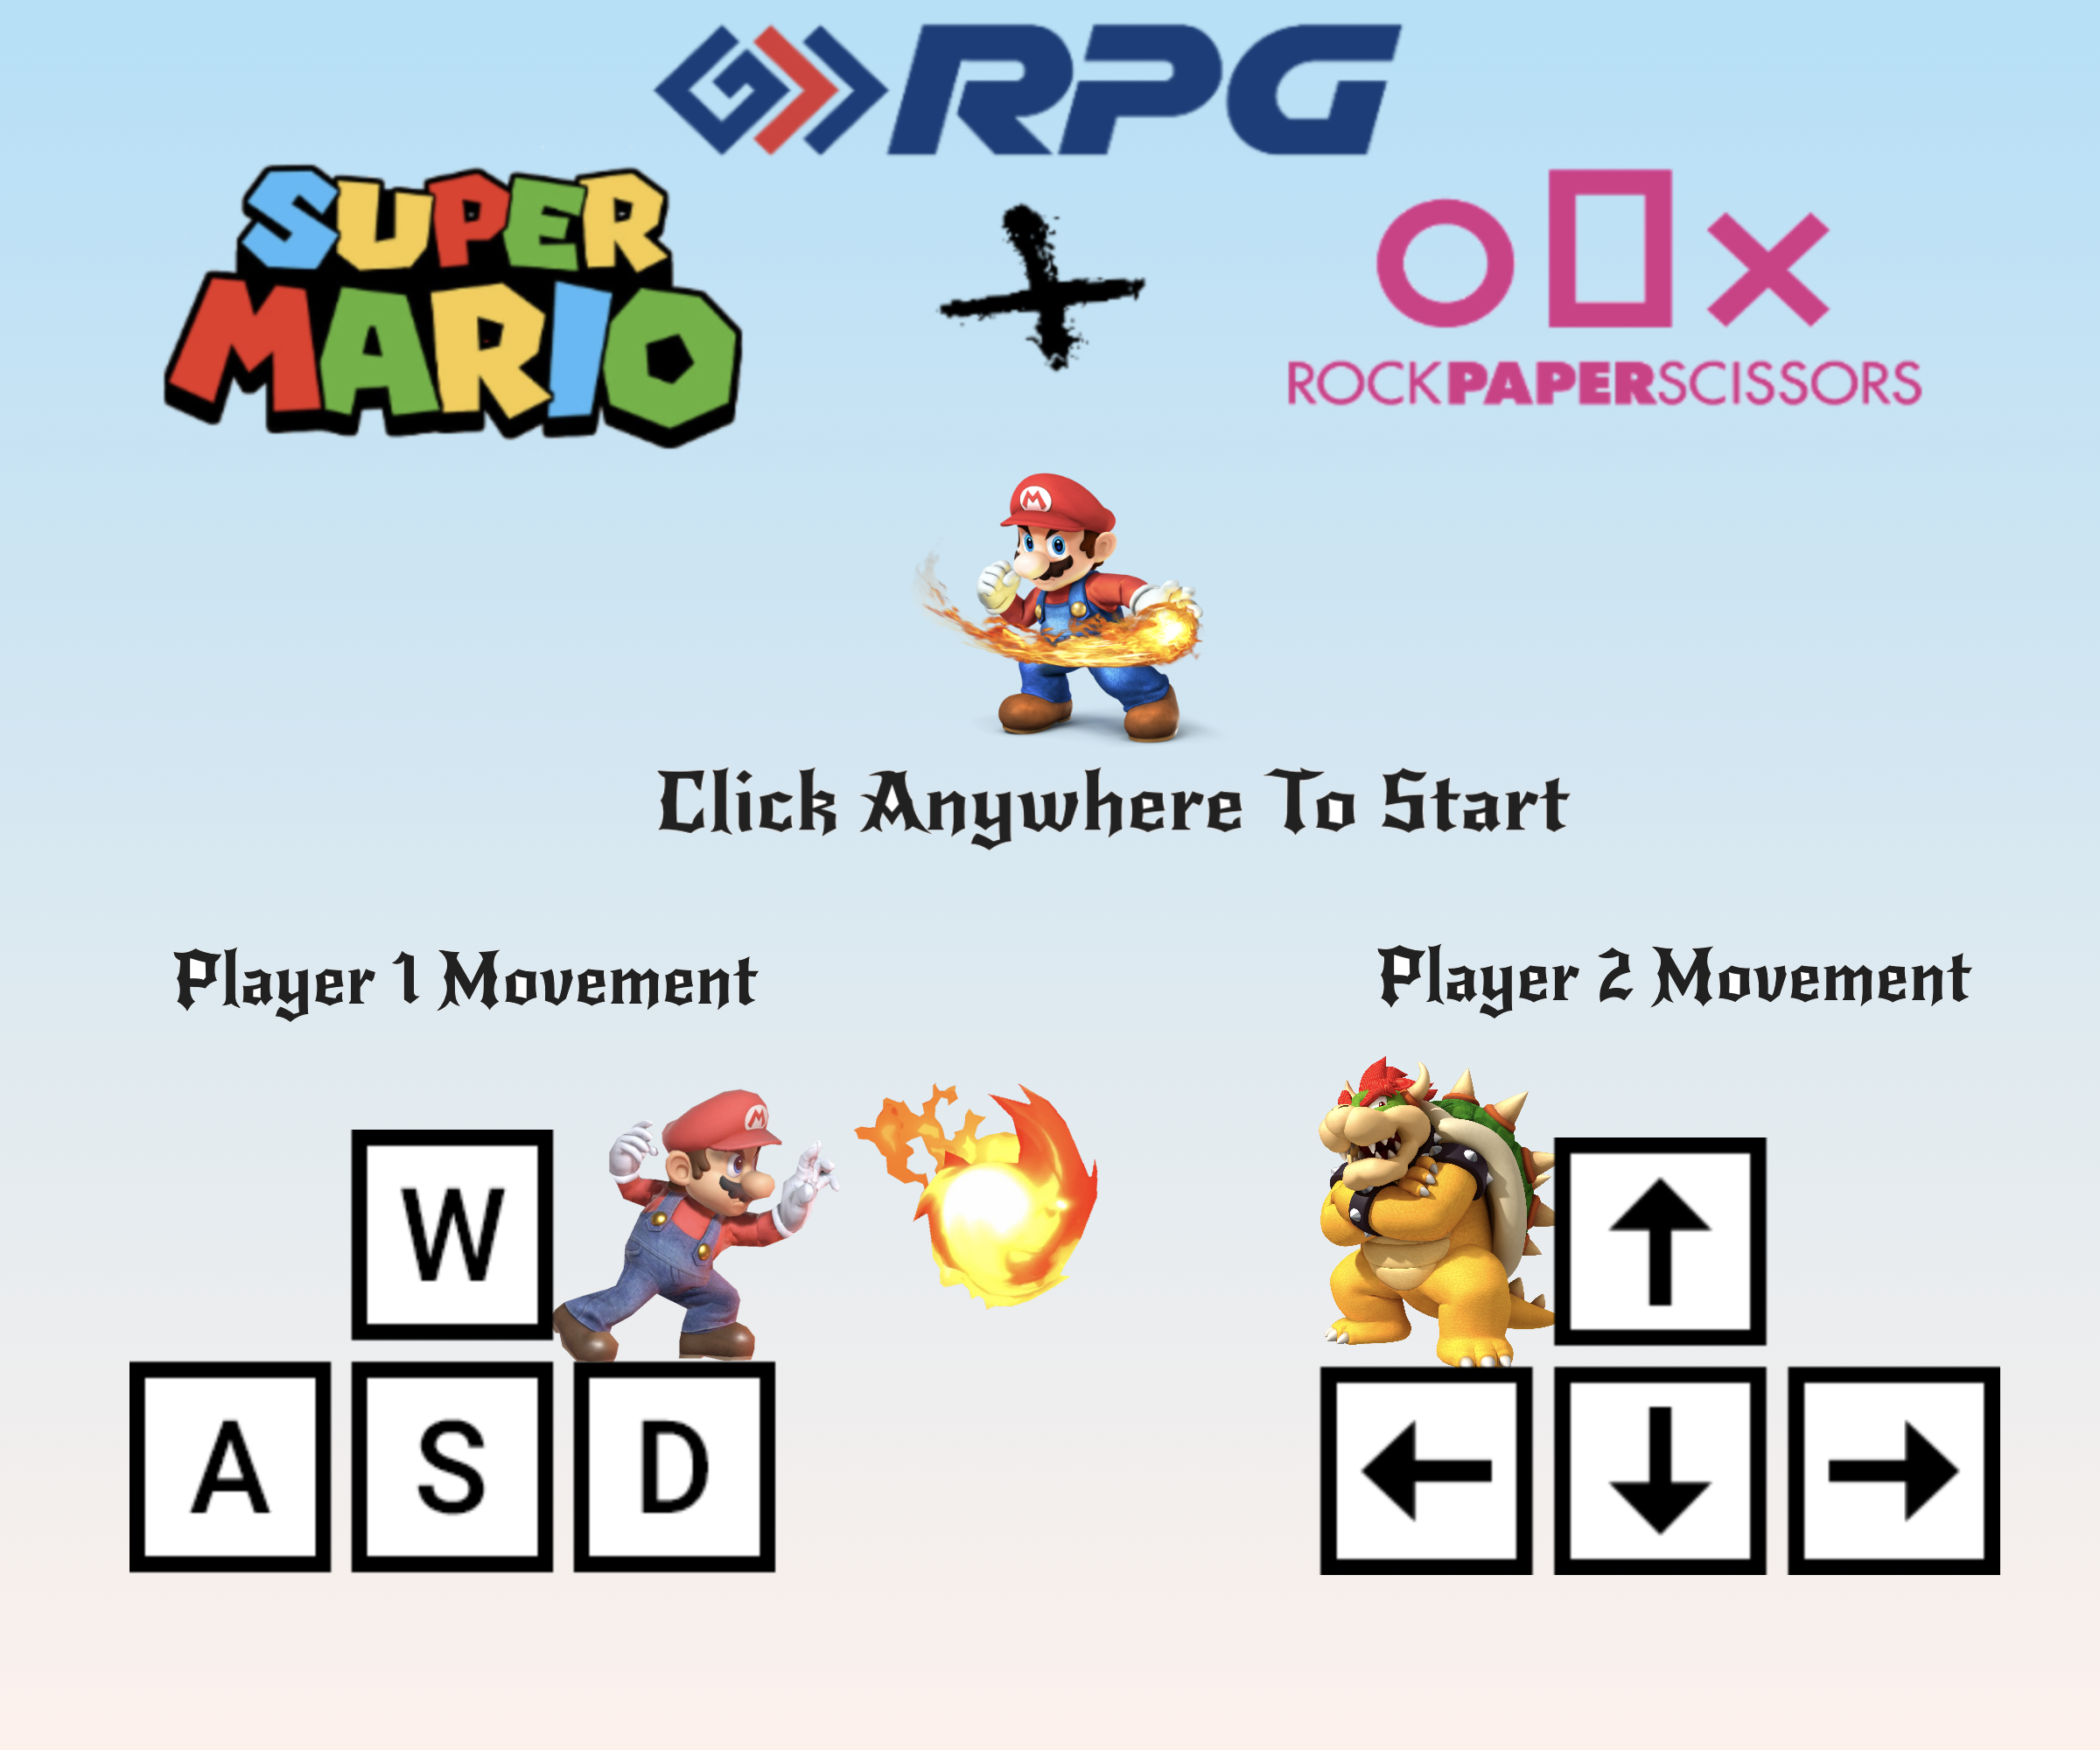 RPG
SUPER
MARIO
ROCKPAPERSCISSORS
M
Click Anywhere To Start
Player 1 Movement
Player 2 Movement
M
W
A S D